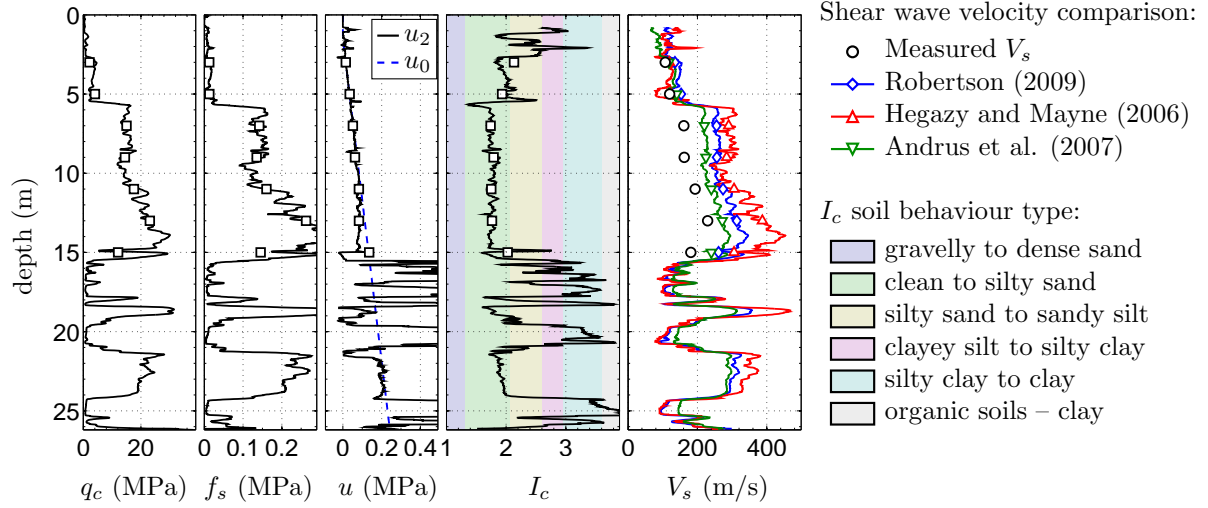 Shear wave velocity comparison:
Measured V_s
Robertson (2009)
Hegazy and Mayne (2006)
Andrus et al. (2007)
I_c soil behaviour type:
gravelly to dense sand
clean to silty sand
silty sand to sandy silt
clayey silt to silty clay
silty clay to clay
organic soils – clay
u_2
u_0
depth (m)
0
5
10
15
20
25
0 20
0 0.2
0 0.2 0.4
1 2 3
0 200 400
q_c (MPa)
f_s (MPa)
u (MPa)
I_c
V_s (m/s)